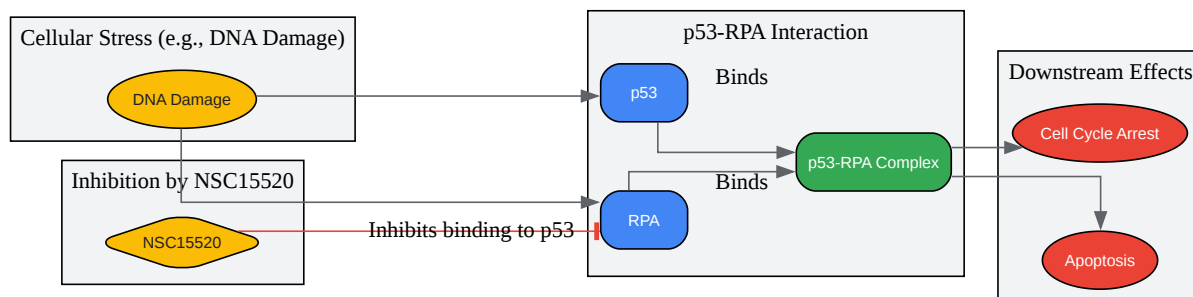 Cellular Stress (e.g., DNA Damage)
DNA Damage
Inhibition by NSC15520
NSC15520
Inhibits binding to p53
p53-RPA Interaction
p53
Binds
RPA
Binds
p53-RPA Complex
Downstream Effects
Cell Cycle Arrest
Apoptosis